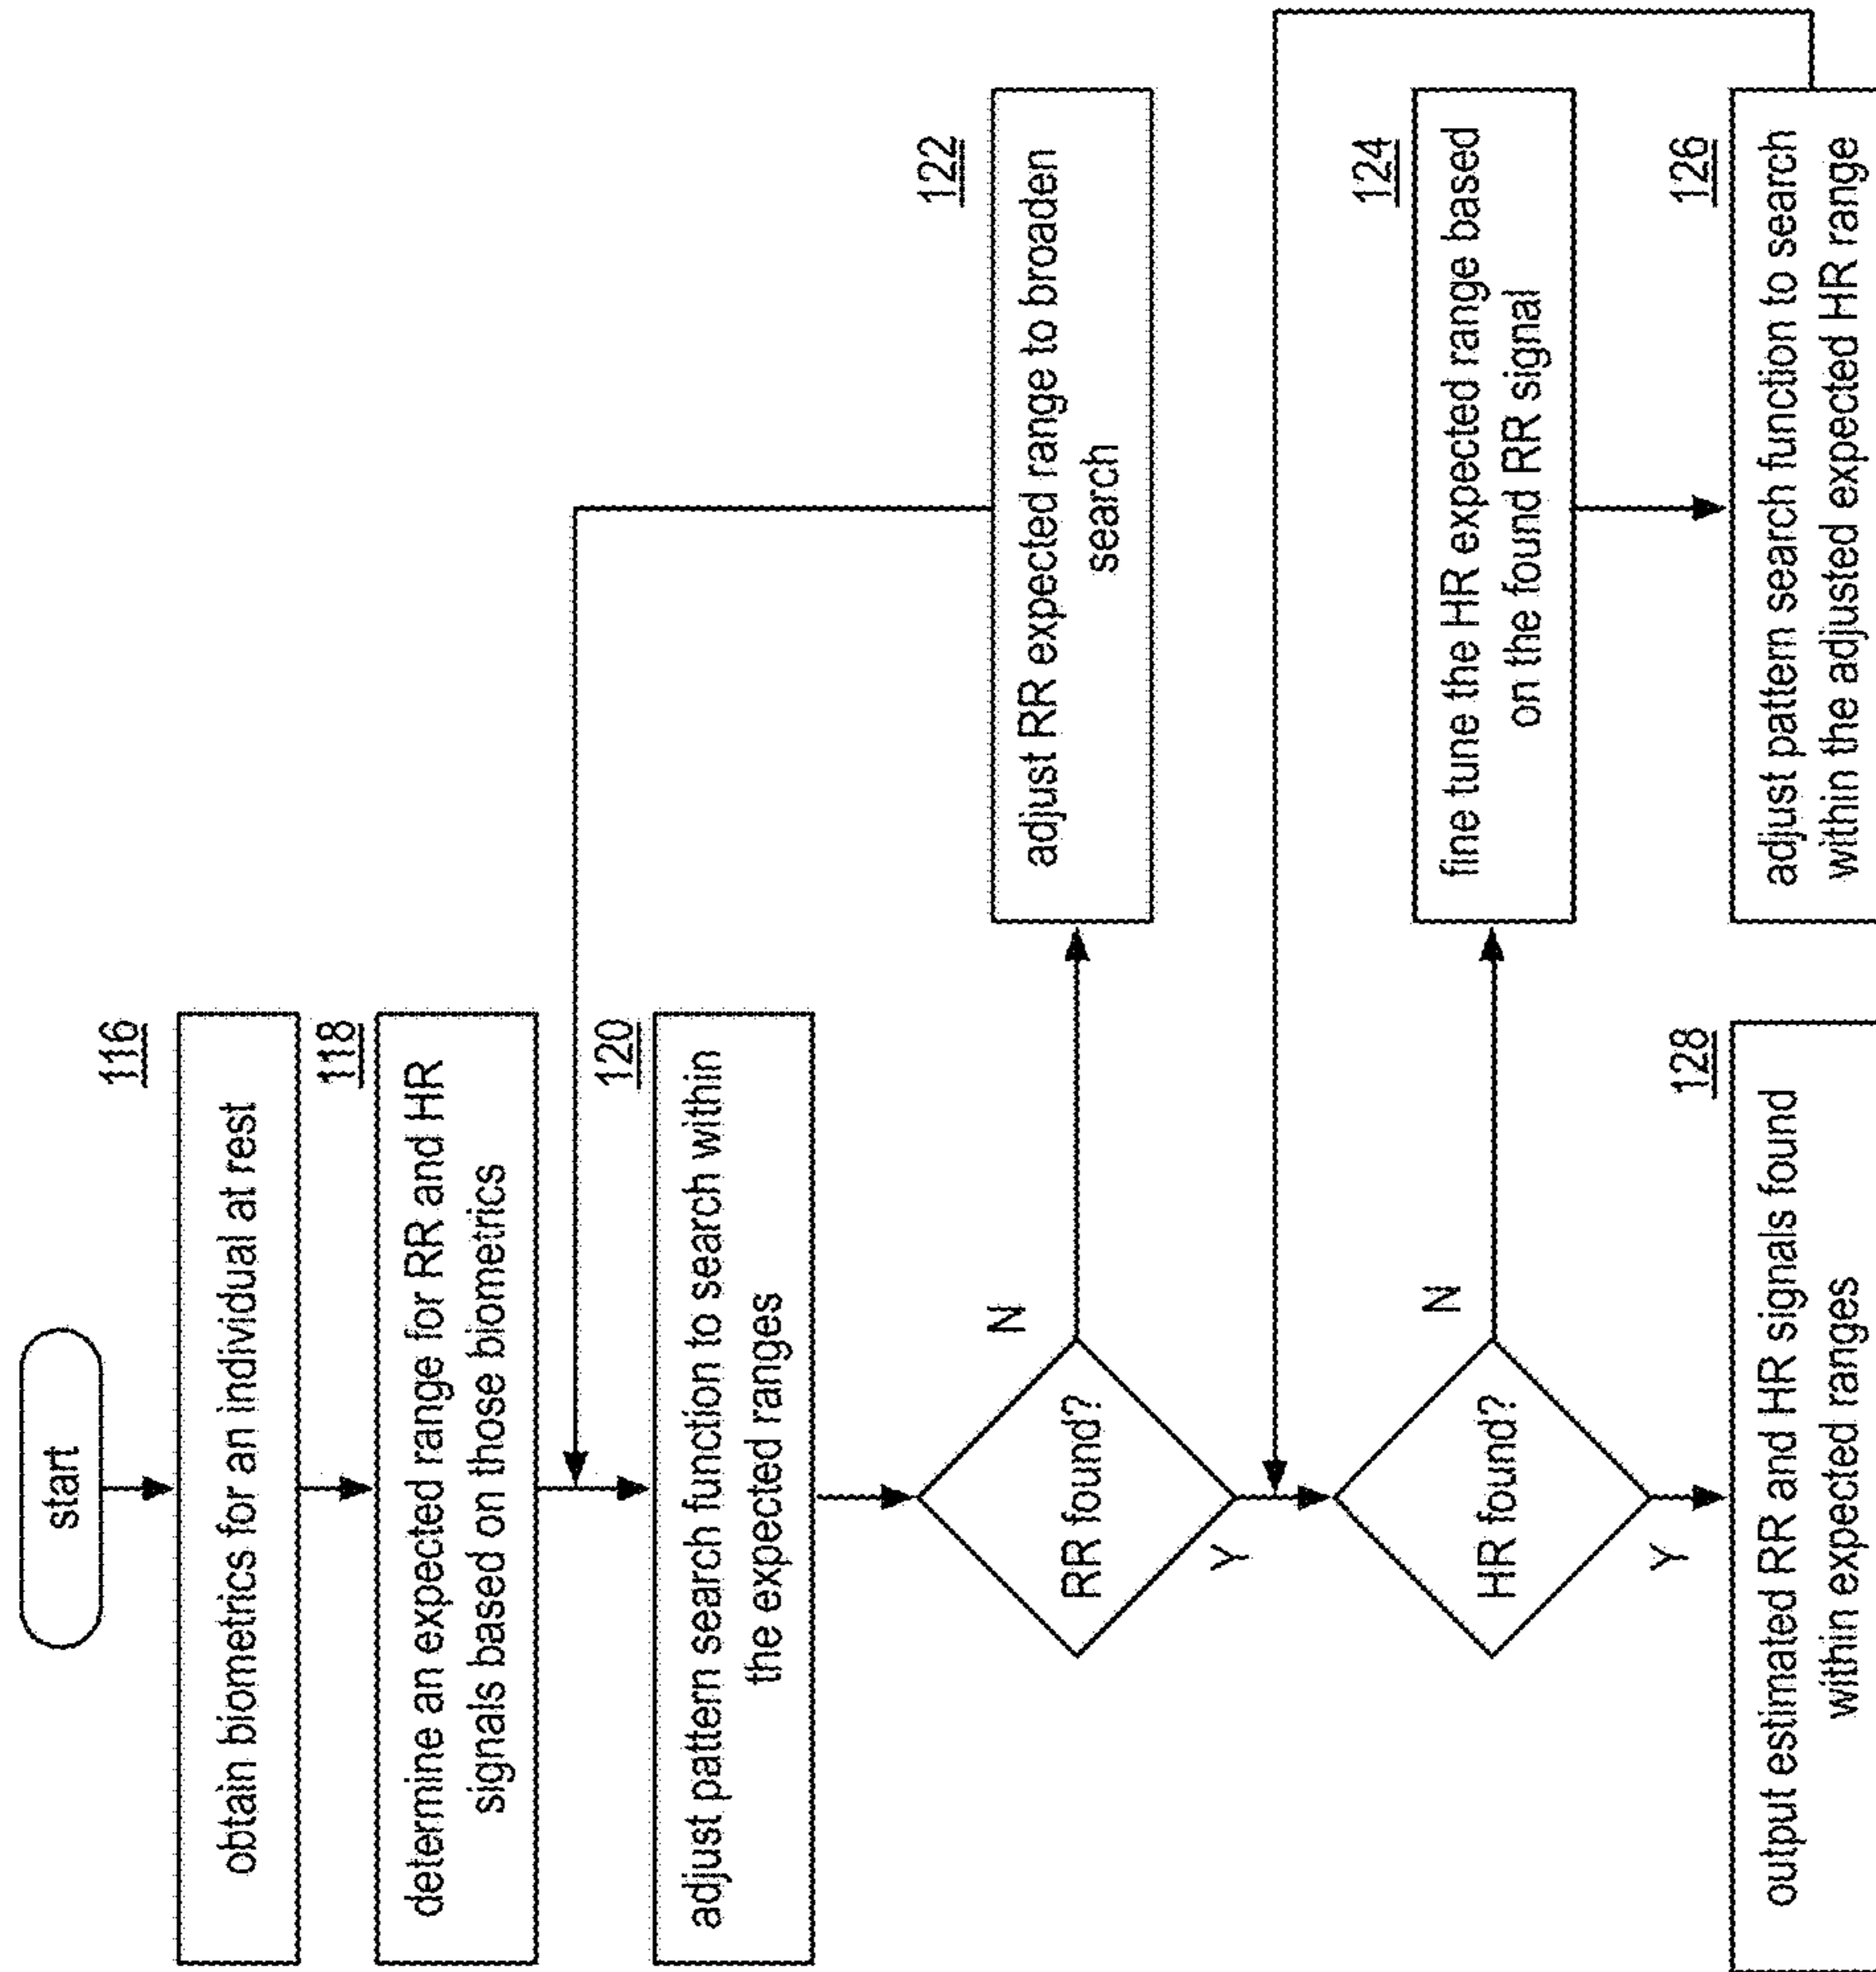 start
116
obtain biometrics for an individual at rest
118
determine an expected range for RR and HR
signals based on those biometrics
120
adjust pattern search function to search within
the expected ranges
RR found?
N
Y
122
adjust RR expected range to broaden
search
HR found?
N
Y
124
fine tune the HR expected range based
on the found RR signal
126
adjust pattern search function to search
within the adjusted expected HR range
128
output estimated RR and HR signals found
within expected ranges